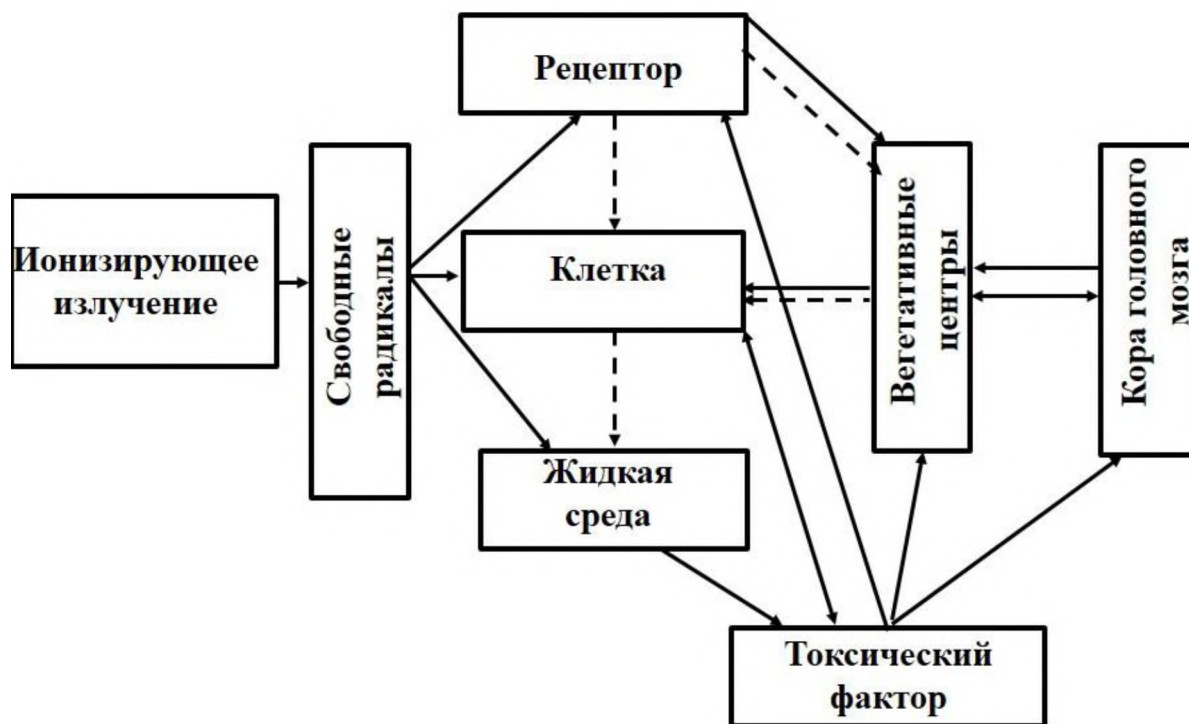 Рецептор
Ионизирующее
излучение
Свободные
радикалы
Клетка
Жидкая
среда
Вегетативные
центры
Кора головного
мозга
Токсический
фактор